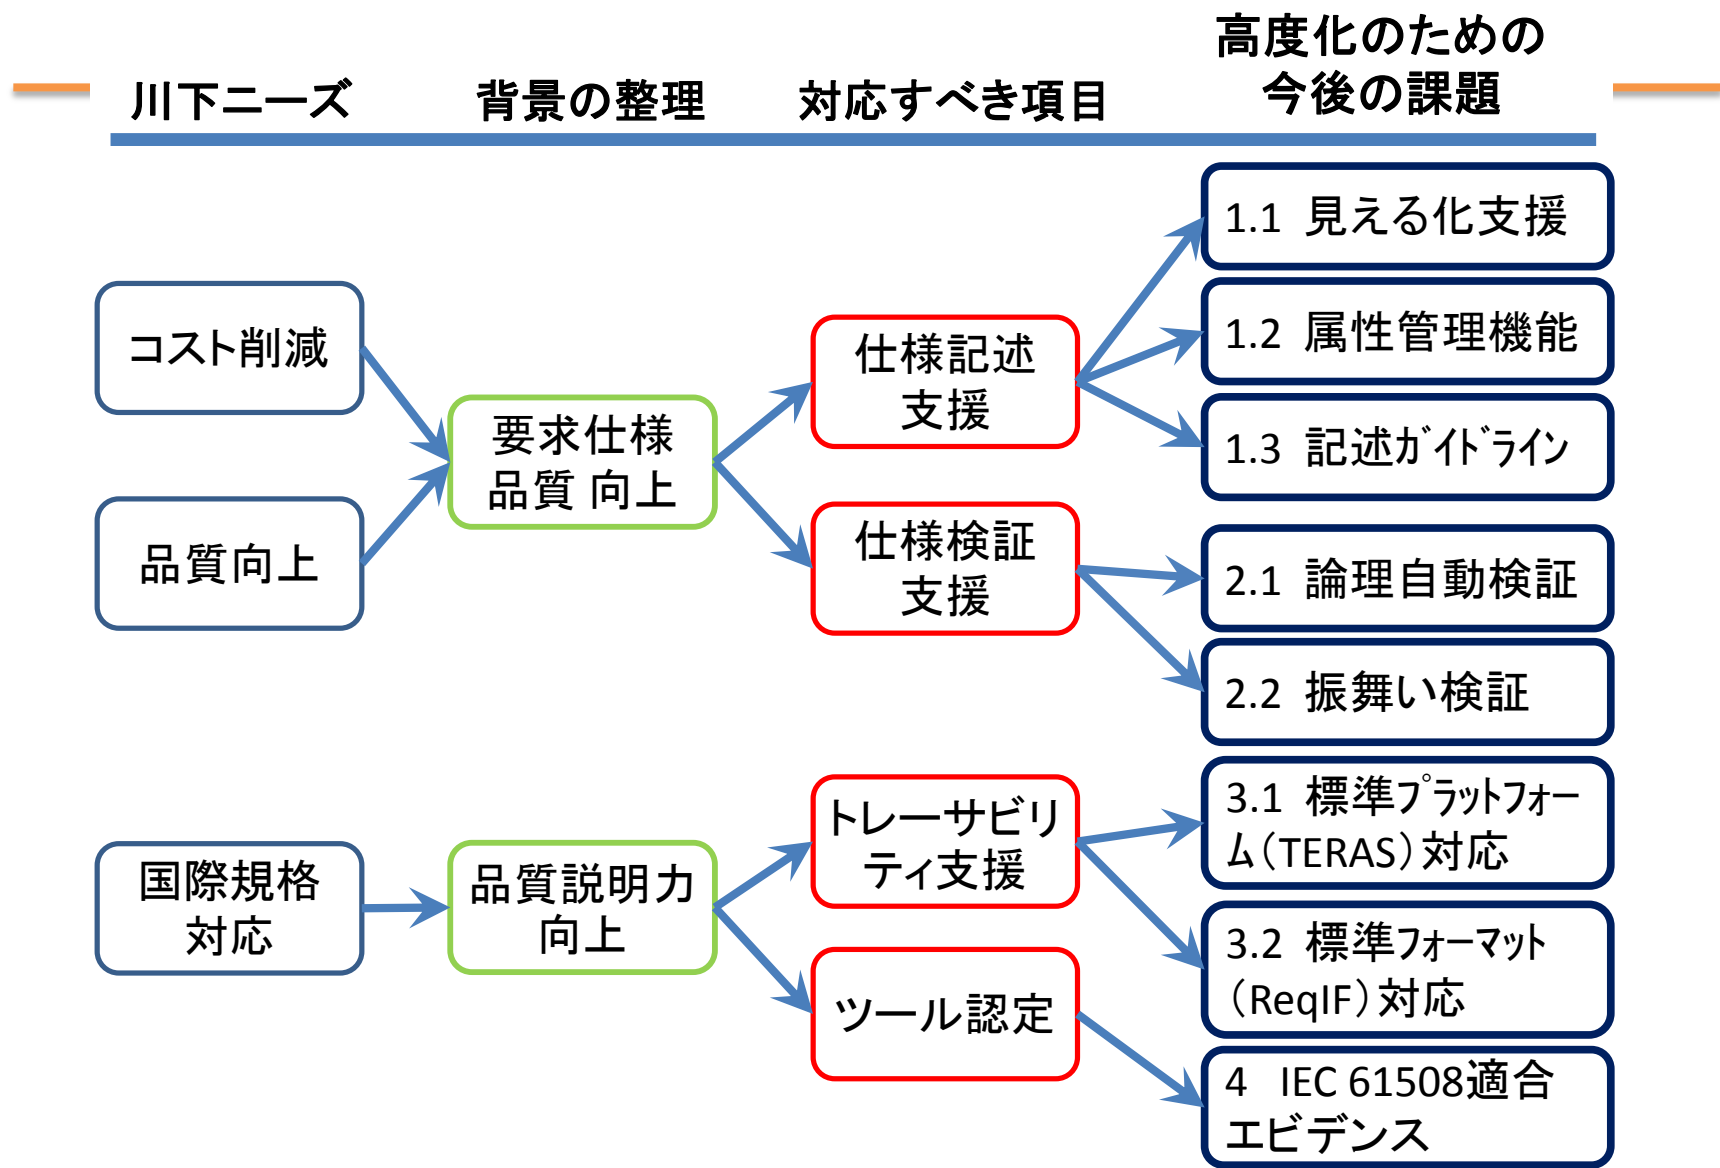 川下ニーズ
背景の整理
対応すべき項目
高度化のための
今後の課題
コスト削減
品質向上
国際規格
対応
要求仕様
品質 向上
品質説明力
向上
仕様記述
支援
仕様検証
支援
トレーサビリ
ティ支援
ツール認定
1.1 見える化支援
1.2 属性管理機能
1.3 記述ｶﾞｲﾄﾞﾗｲﾝ
2.1 論理自動検証
2.2 振舞い検証
3.1 標準ﾌﾟﾗｯﾄﾌｫｰ
ﾑ（TERAS）対応
3.2 標準ﾌｫｰﾏｯﾄ
（ReqIF）対応
4 IEC 61508適合
エビデンス